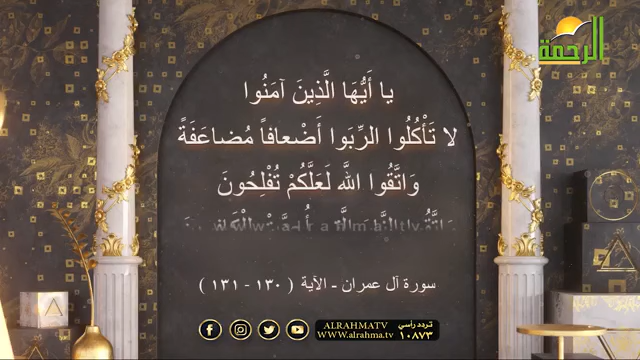 الرحمة
يا أَيُّهَا الَّذِينَ آمَنُوا
لا تَأْكُلُوا الرِّبَوا أَضْعافاً مُضاعَفَةً
وَاتَّقُوا اللَّهَ لَعَلَّكُمْ تُفْلِحُونَ
سورة آل عمران - الآية ( ١٣٠ - ١٣١ )
ALRAHMATV تردد رأسي
WWW.alrahma.tv ١٠٨٧٣